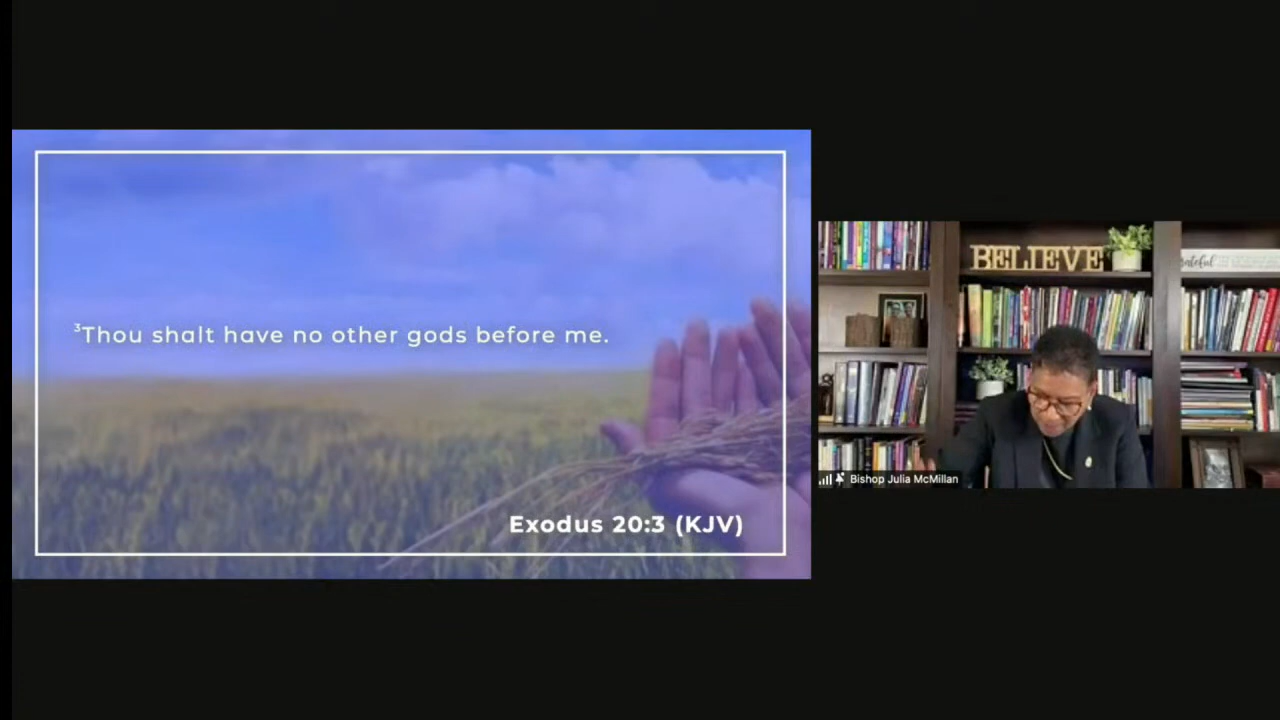 ³Thou shalt have no other gods before me.
Exodus 20:3 (KJV)
BELIEVE
Bishop Julia McMillan